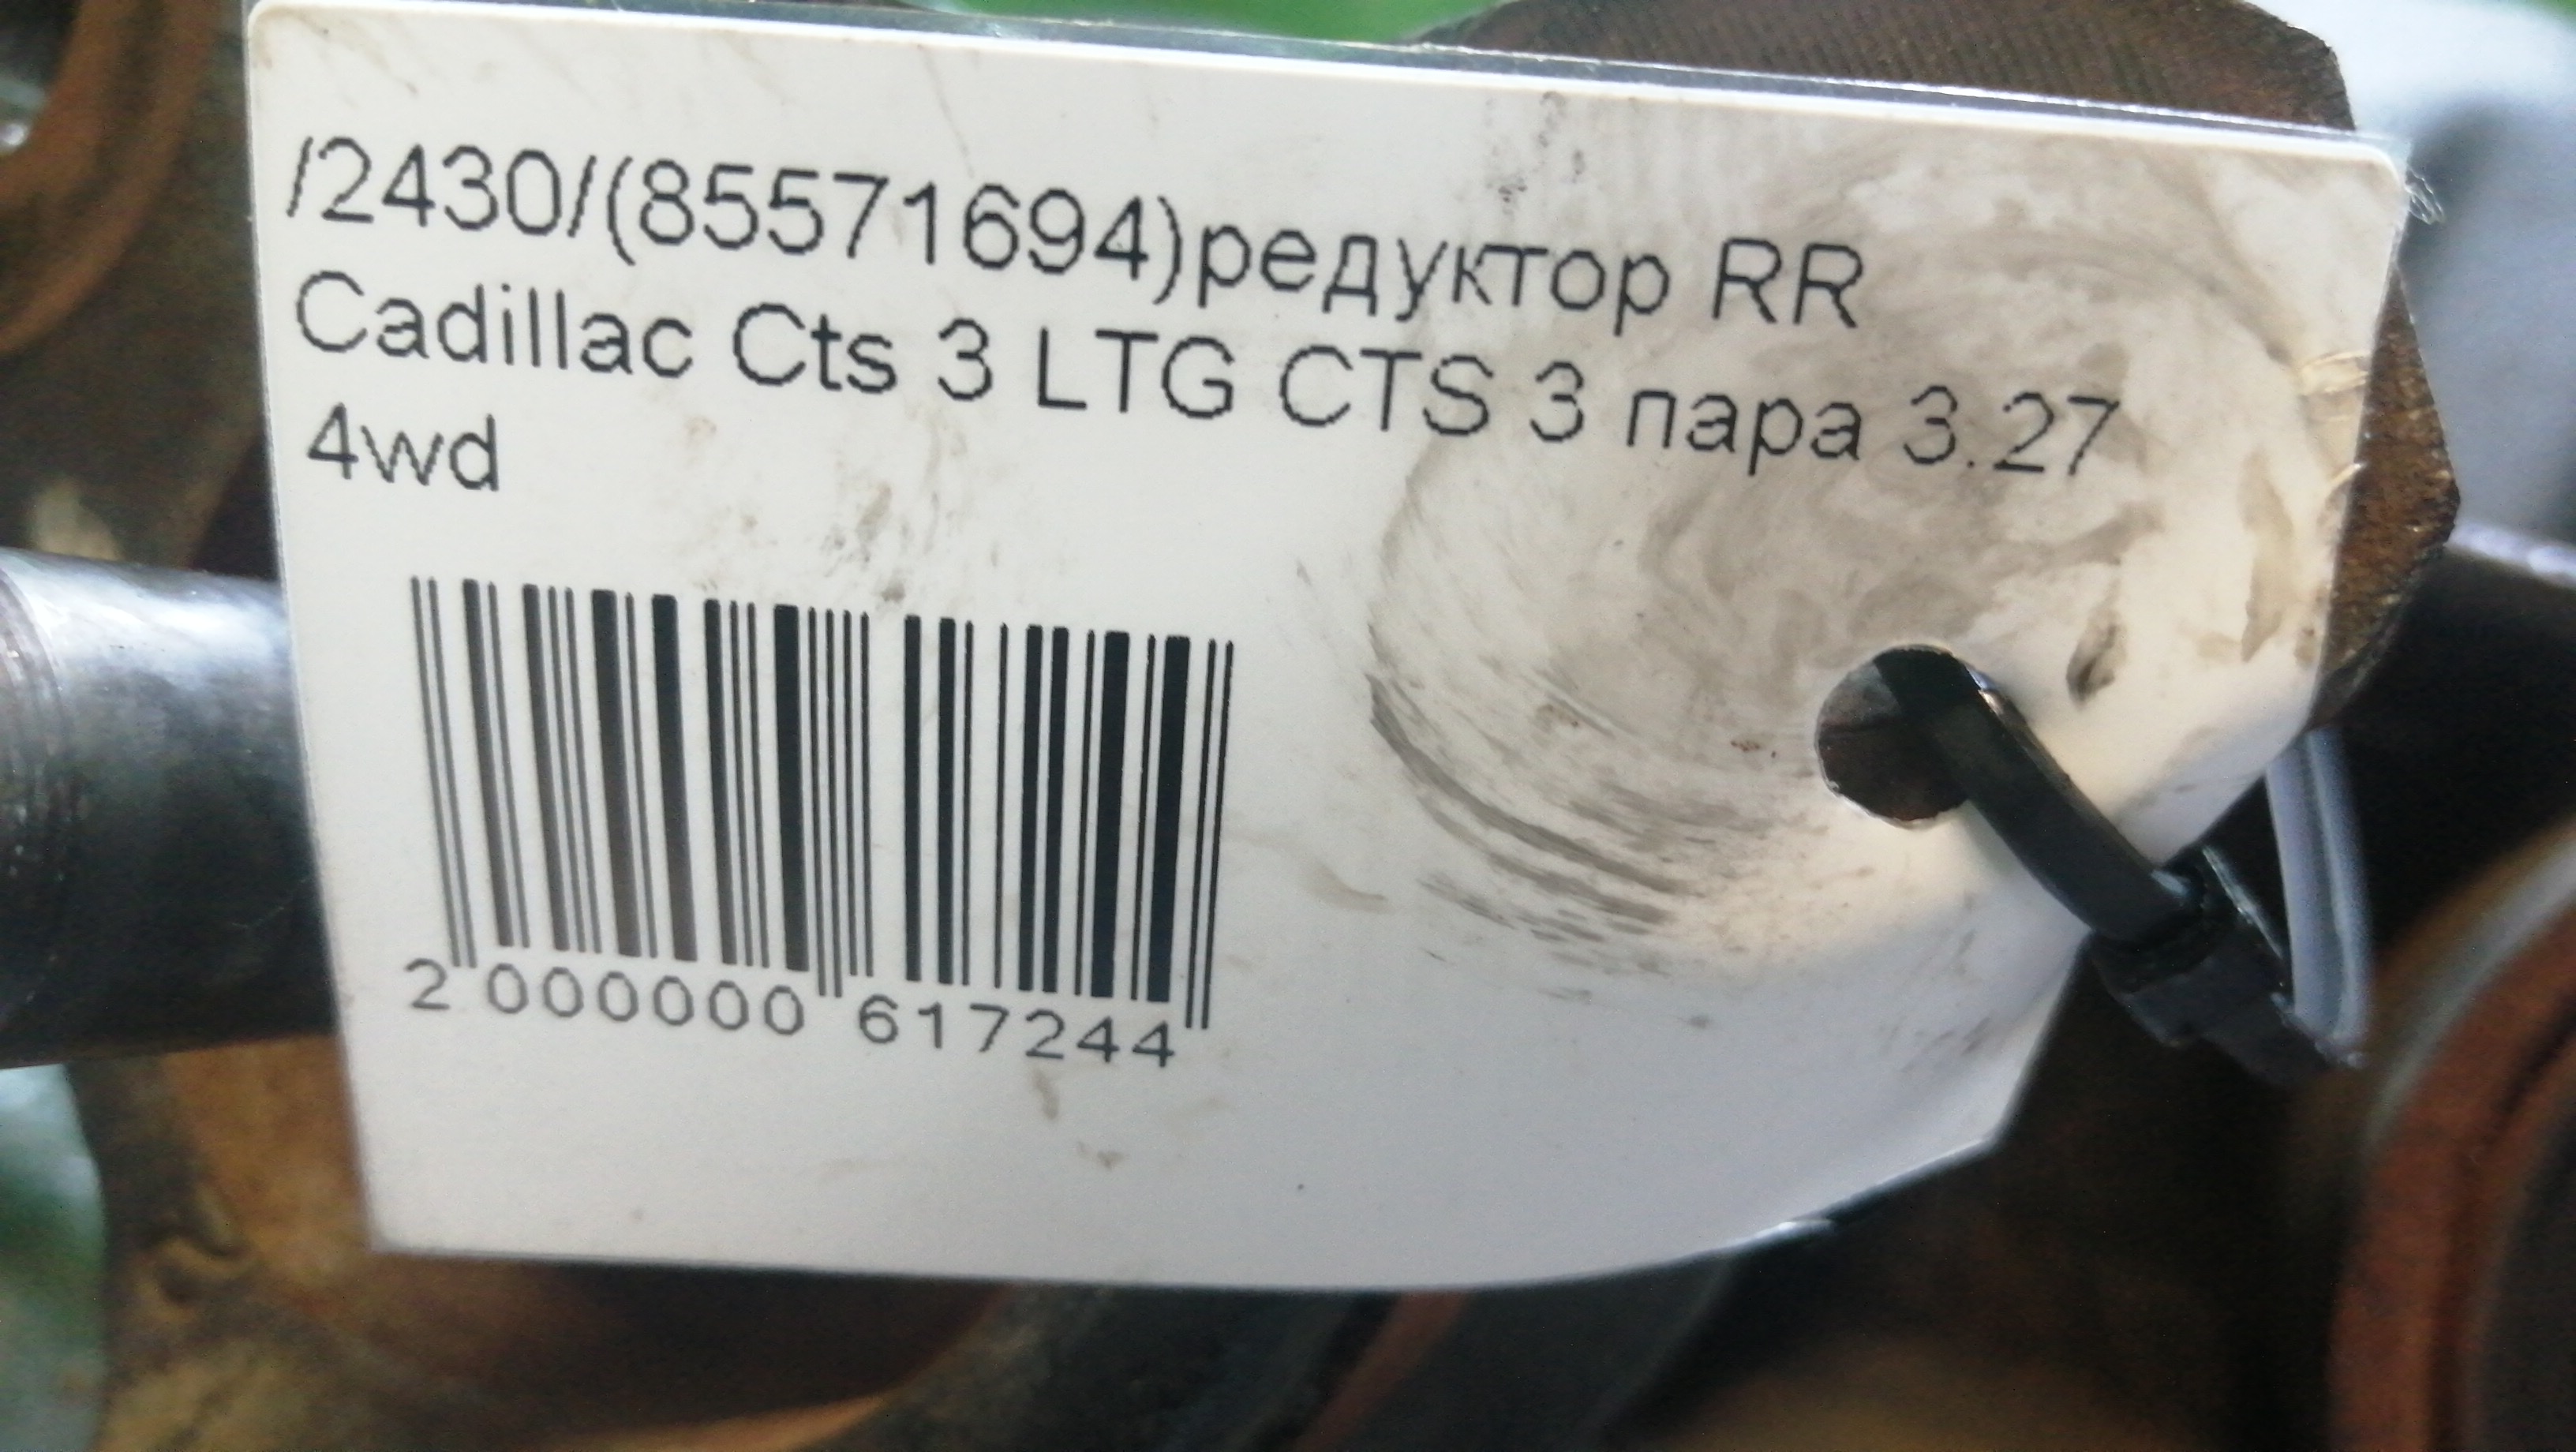 /2430/(85571694)редуктор RR
Cadillac Cts 3 LTG CTS 3 пара 3.27
4wd
2 000000 617244